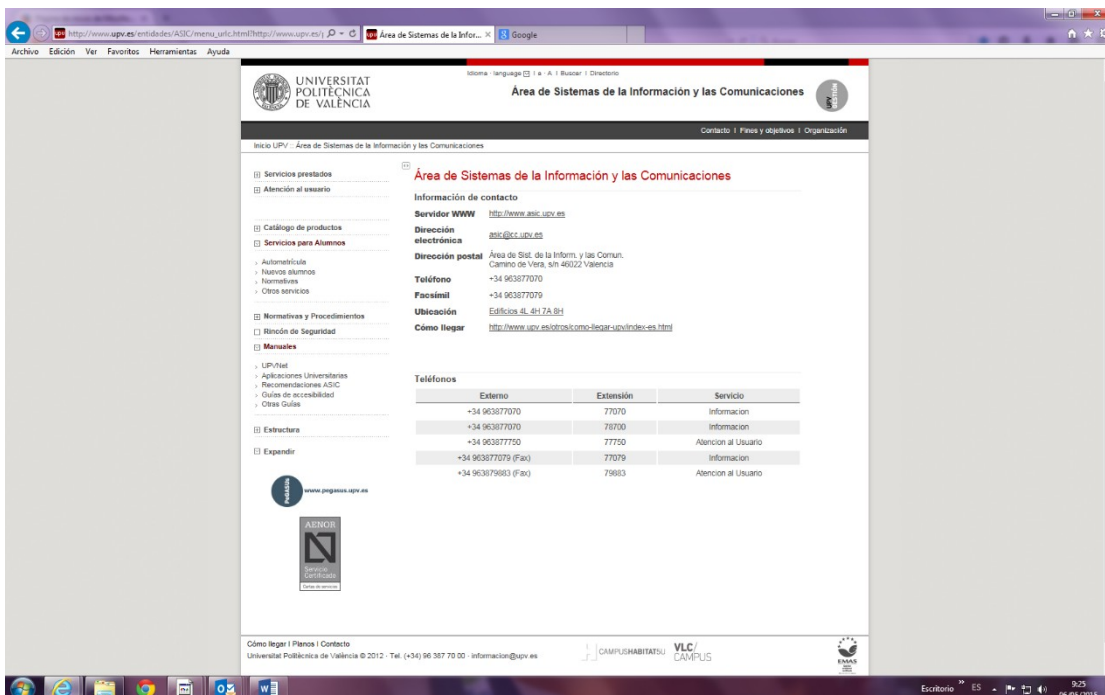 http://www.upv.es/entidades/ASIC/menu_urlc.html?http://www.upv.es/
Área de Sistemas de la Infor...
Google
Archivo Edición Ver Favoritos Herramientas Ayuda
UNIVERSITAT
POLITÈCNICA
DE VALÈNCIA
Idioma · language I a · A I Buscar I Directorio
Área de Sistemas de la Información y las Comunicaciones
UPV
GESTIÓN
Contacto I Fines y objetivos I Organización
Inicio UPV :: Área de Sistemas de la Información y las Comunicaciones
Servicios prestados
Atención al usuario
Catálogo de productos
Servicios para Alumnos
Automatrícula
Nuevos alumnos
Normativas
Otros servicios
Normativas y Procedimientos
Rincón de Seguridad
Manuales
UPVNet
Aplicaciones Universitarias
Recomendaciones ASIC
Guías de accesibilidad
Otras Guías
Estructura
Expandir
PEGASUS
www.pegasus.upv.es
AENOR
Servicio
Certificado
Cartas de servicios
Área de Sistemas de la Información y las Comunicaciones
Información de contacto
Servidor WWW http://www.asic.upv.es
Dirección electrónica asic@cc.upv.es
Dirección postal Área de Sist. de la Inform. y las Comun.
Camino de Vera, s/n 46022 Valencia
Teléfono +34 963877070
Facsímil +34 963877079
Ubicación Edificios 4L 4H 7A 8H
Cómo llegar http://www.upv.es/otros/como-llegar-upv/index-es.html
Teléfonos
Externo Extensión Servicio
+34 963877070 77070 Informacion
+34 963877070 78700 Informacion
+34 963877750 77750 Atencion al Usuario
+34 963877079 (Fax) 77079 Informacion
+34 963879883 (Fax) 79883 Atencion al Usuario
Cómo llegar I Planos I Contacto
Universitat Politècnica de València © 2012 · Tel. (+34) 96 387 70 00 · informacion@upv.es
CAMPUSHABITAT5U
VLC/
CAMPUS
EMAS
Escritorio ES
9:25
06/05/2015